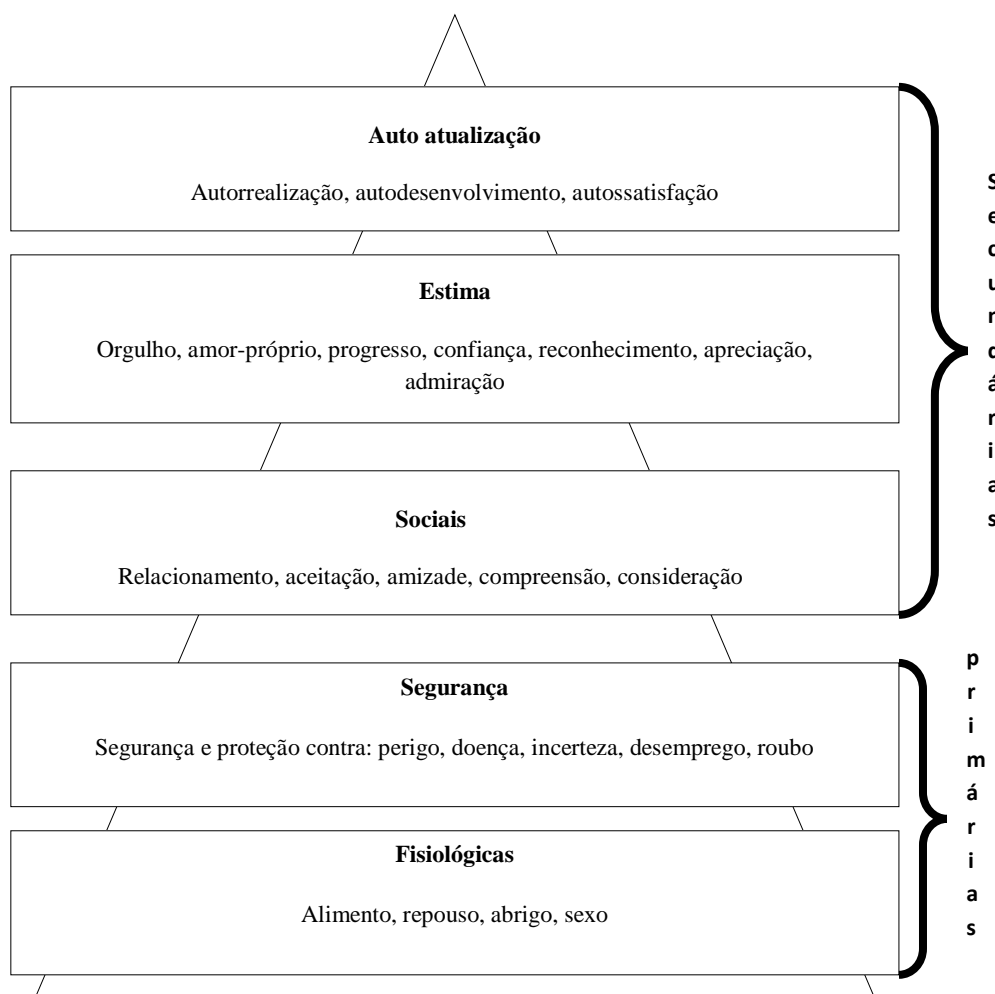 Auto atualização
Autorrealização, autodesenvolvimento, autossatisfação
Estima
Orgulho, amor-próprio, progresso, confiança, reconhecimento, apreciação,
admiração
Sociais
Relacionamento, aceitação, amizade, compreensão, consideração
Secundárias
Segurança
Segurança e proteção contra: perigo, doença, incerteza, desemprego, roubo
Fisiológicas
Alimento, repouso, abrigo, sexo
primárias